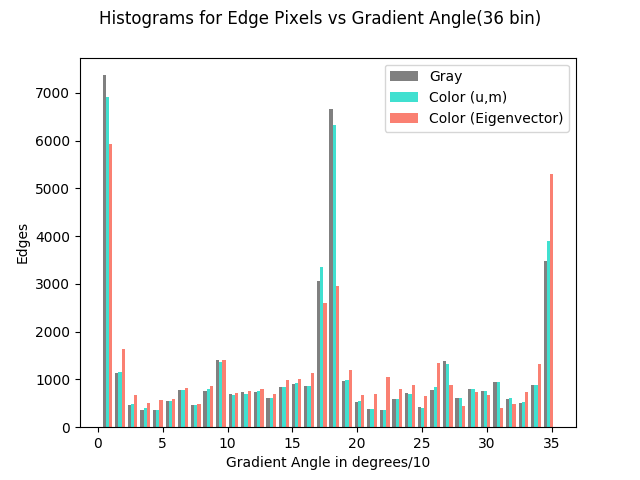 Histograms for Edge Pixels vs Gradient Angle(36 bin)
Gray
Color (u,m)
Color (Eigenvector)
7000
6000
5000
4000
3000
2000
1000
0
Edges
0 5 10 15 20 25 30 35
Gradient Angle in degrees/10